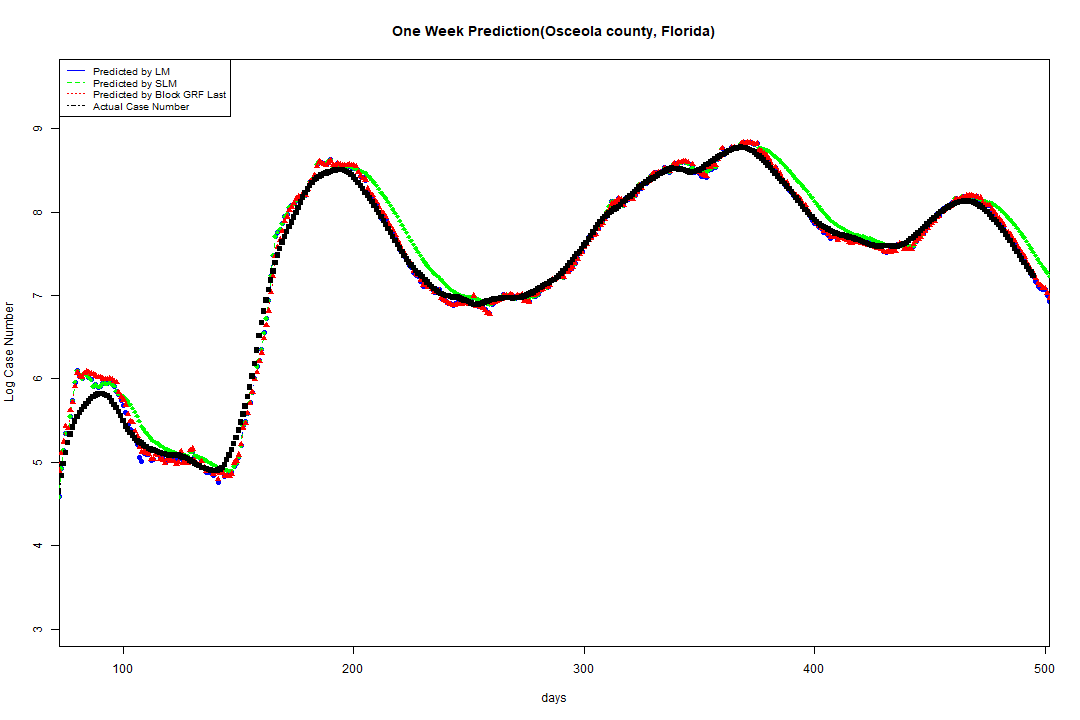 One Week Prediction(Osceola county, Florida)
Predicted by LM
Predicted by SLM
Predicted by Block GRF Last
Actual Case Number
9
8
7
6
5
4
3
Log Case Number
100 200 300 400 500
days